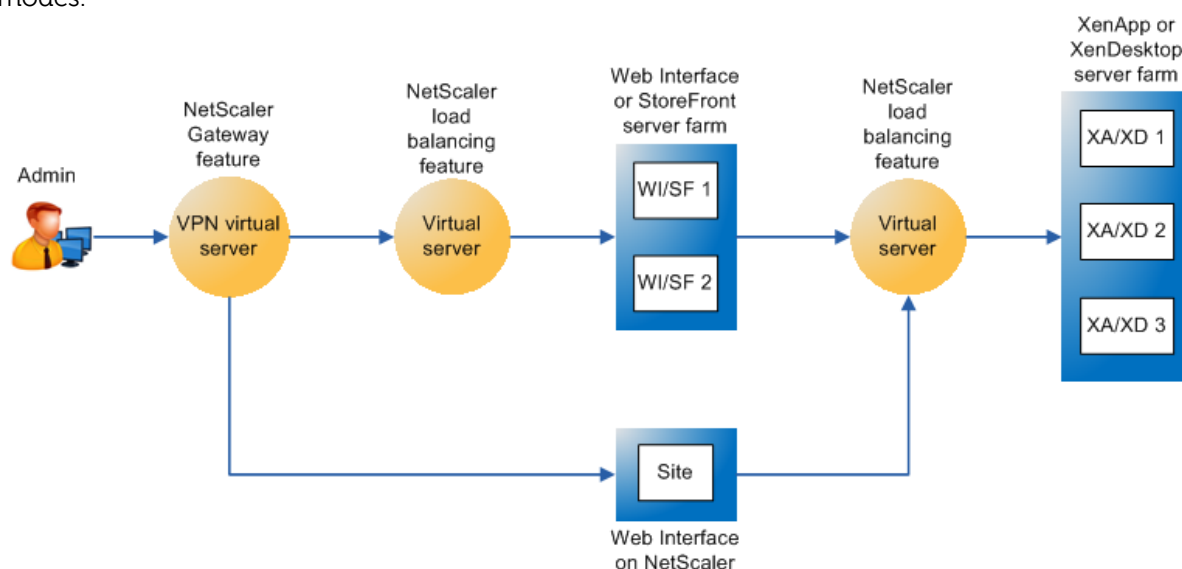 modes.
XenApp or
XenDesktop
server farm
Web Interface
or StoreFront
server farm
NetScaler
load
balancing
feature
NetScaler
load
balancing
feature
NetScaler
Gateway
feature
Admin
VPN virtual
server
Virtual
server
WI/SF 1
WI/SF 2
Virtual
server
XA/XD 1
XA/XD 2
XA/XD 3
Site
Web Interface
on NetScaler